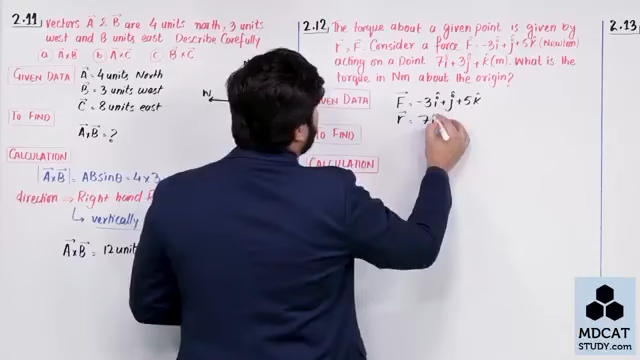 2.11 Vectors A & B are 4 units north, 3 units
west and 8 units east Describe Carefully
a A×B b A×C c B×C
GIVEN DATA A = 4 units North
B = 3 units west
C = 8 units east
TO FIND
A×B = ?
CALCULATION
|A×B| = ABsinθ = 4×3
direction → Right hand
↳ vertically
A×B = 12 units
W
2.12 The torque about a given point is given by
r×F. Consider a force F = -3î+ĵ+5k̂ (Newton)
acting on a Point 7î+3ĵ+k̂(m). What is the
torque in Nm about the origin?
GIVEN DATA F = -3î+ĵ+5k̂
r = 7î
TO FIND
CALCULATION
2.13
MDCAT
STUDY.com